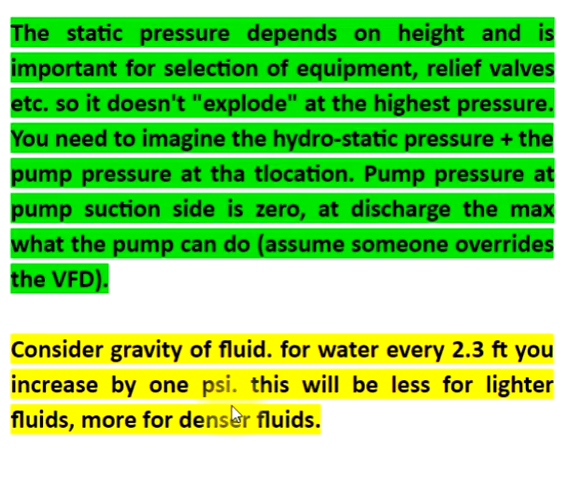 The static pressure depends on height and is
important for selection of equipment, relief valves
etc. so it doesn't "explode" at the highest pressure.
You need to imagine the hydro-static pressure + the
pump pressure at tha tlocation. Pump pressure at
pump suction side is zero, at discharge the max
what the pump can do (assume someone overrides
the VFD).
Consider gravity of fluid. for water every 2.3 ft you
increase by one psi. this will be less for lighter
fluids, more for denser fluids.